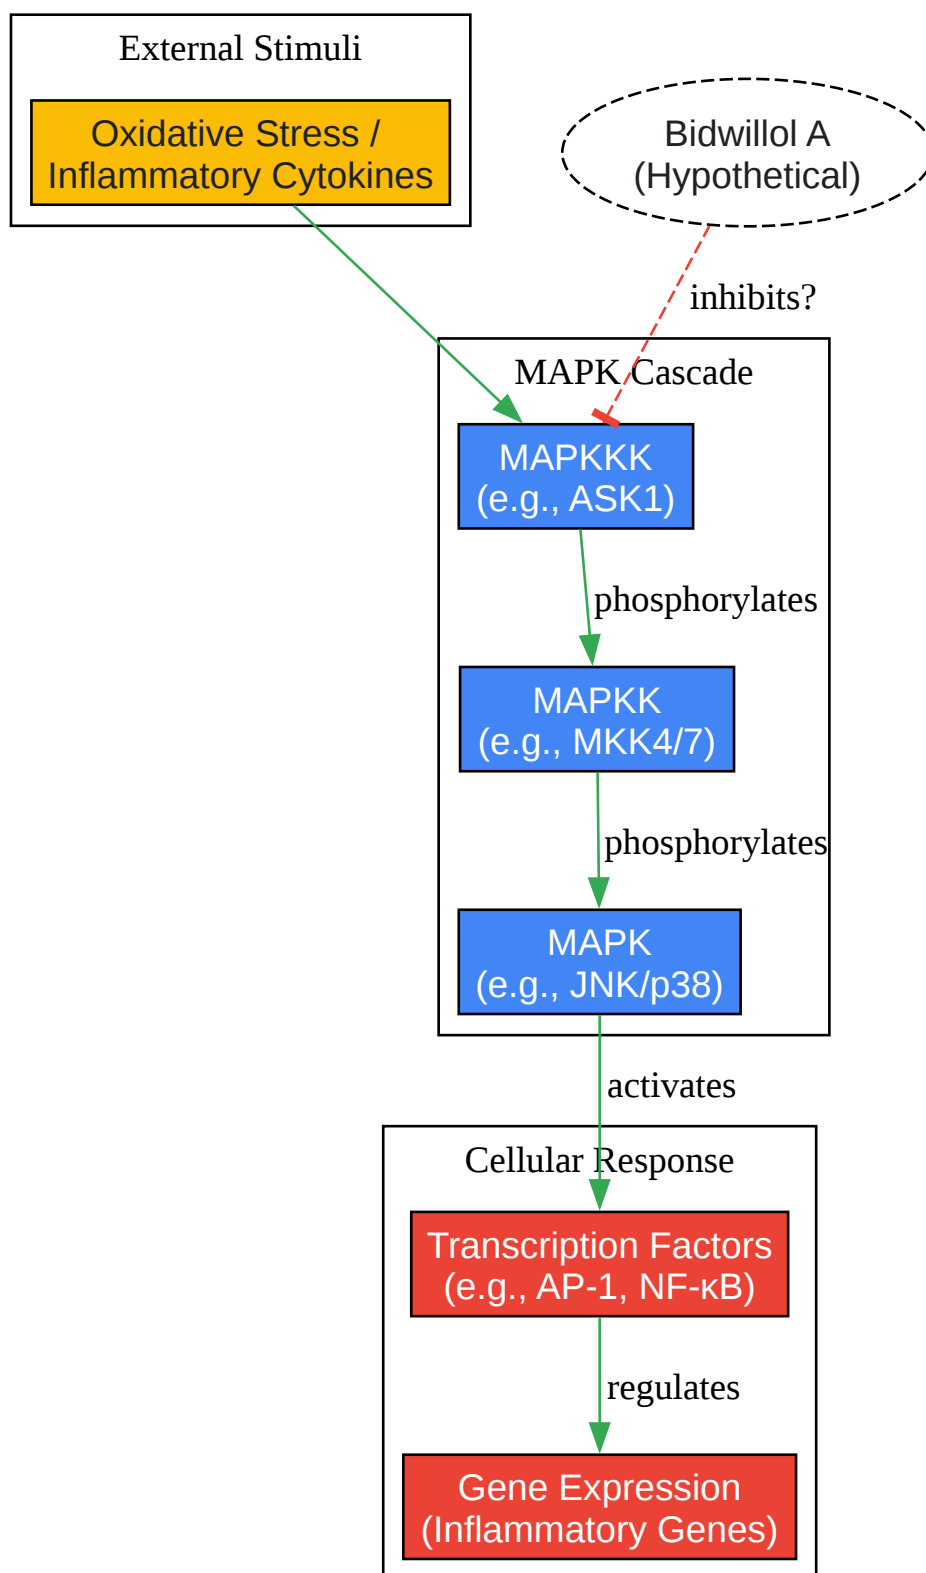 External Stimuli
Oxidative Stress /
Inflammatory Cytokines
Bidwillol A
(Hypothetical)
inhibits?
MAPK Cascade
MAPKKK
(e.g., ASK1)
phosphorylates
MAPKK
(e.g., MKK4/7)
phosphorylates
MAPK
(e.g., JNK/p38)
activates
Cellular Response
Transcription Factors
(e.g., AP-1, NF-κB)
regulates
Gene Expression
(Inflammatory Genes)